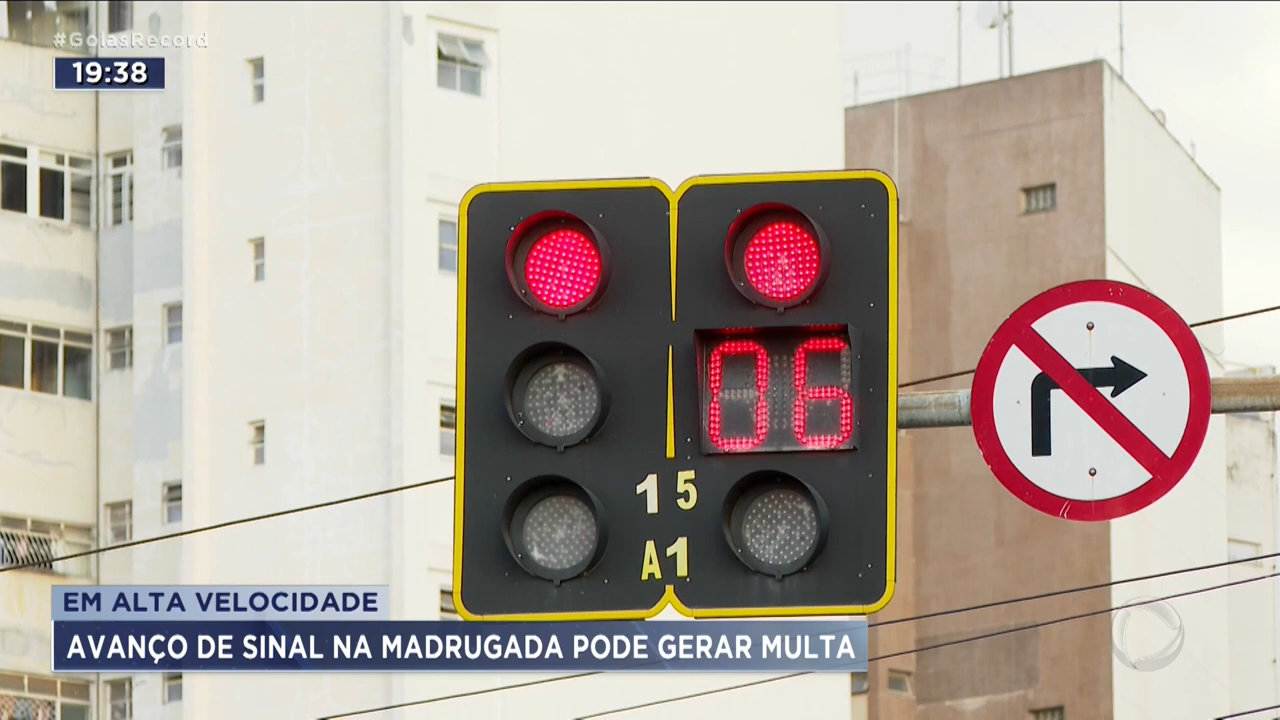 #GoiasRecord
19:38
06
15
A1
EM ALTA VELOCIDADE
AVANÇO DE SINAL NA MADRUGADA PODE GERAR MULTA